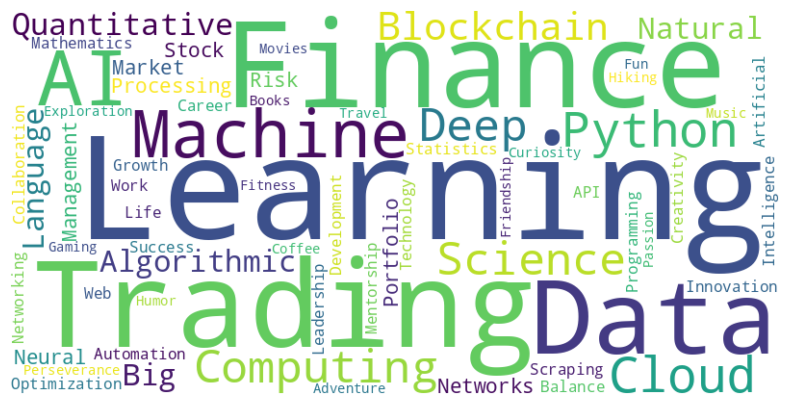 Quantitative
Finance
Blockchain
Natural
Mathematics
Stock
Movies
AI
Market
Processing
Risk
Fun
Hiking
Artificial
Career
Books
Exploration
Travel
Music
Collaboration
Language
Management
Machine
Deep
Python
Statistics
Curiosity
Learning
Growth
Work
Fitness
Life
Friendship
API
Creativity
Intelligence
Gaming
Success
Coffee
Development
Technology
Portfolio
Programming
Passion
Networking
Algorithmic
Science
Trading
Web
Humor
Leadership
Mentorship
Data
Innovation
Neural
Automation
Perseverance
Optimization
Big
Computing
Adventure
Networks
Scraping
Balance
Cloud